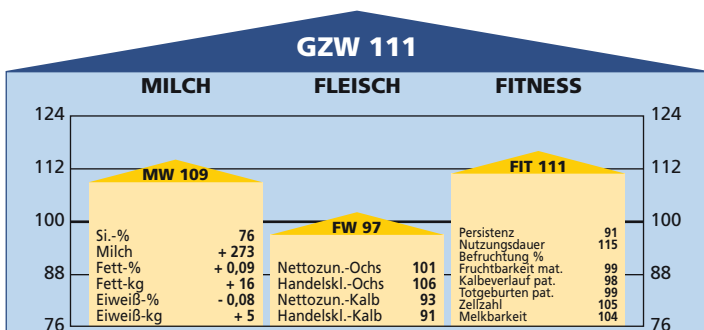 GZW 111
MILCH FLEISCH FITNESS
124 124
112 112
100 100
88 88
76 76
MW 109
Si.-% 76
Milch + 273
Fett-% + 0,09
Fett-kg + 16
Eiweiß-% - 0,08
Eiweiß-kg + 5
FW 97
Nettozun.-Ochs 101
Handelskl.-Ochs 106
Nettozun.-Kalb 93
Handelskl.-Kalb 91
FIT 111
Persistenz 91
Nutzungsdauer 115
Befruchtung %
Fruchtbarkeit mat. 99
Kalbeverlauf pat. 98
Totgeburten pat. 99
Zellzahl 105
Melkbarkeit 104